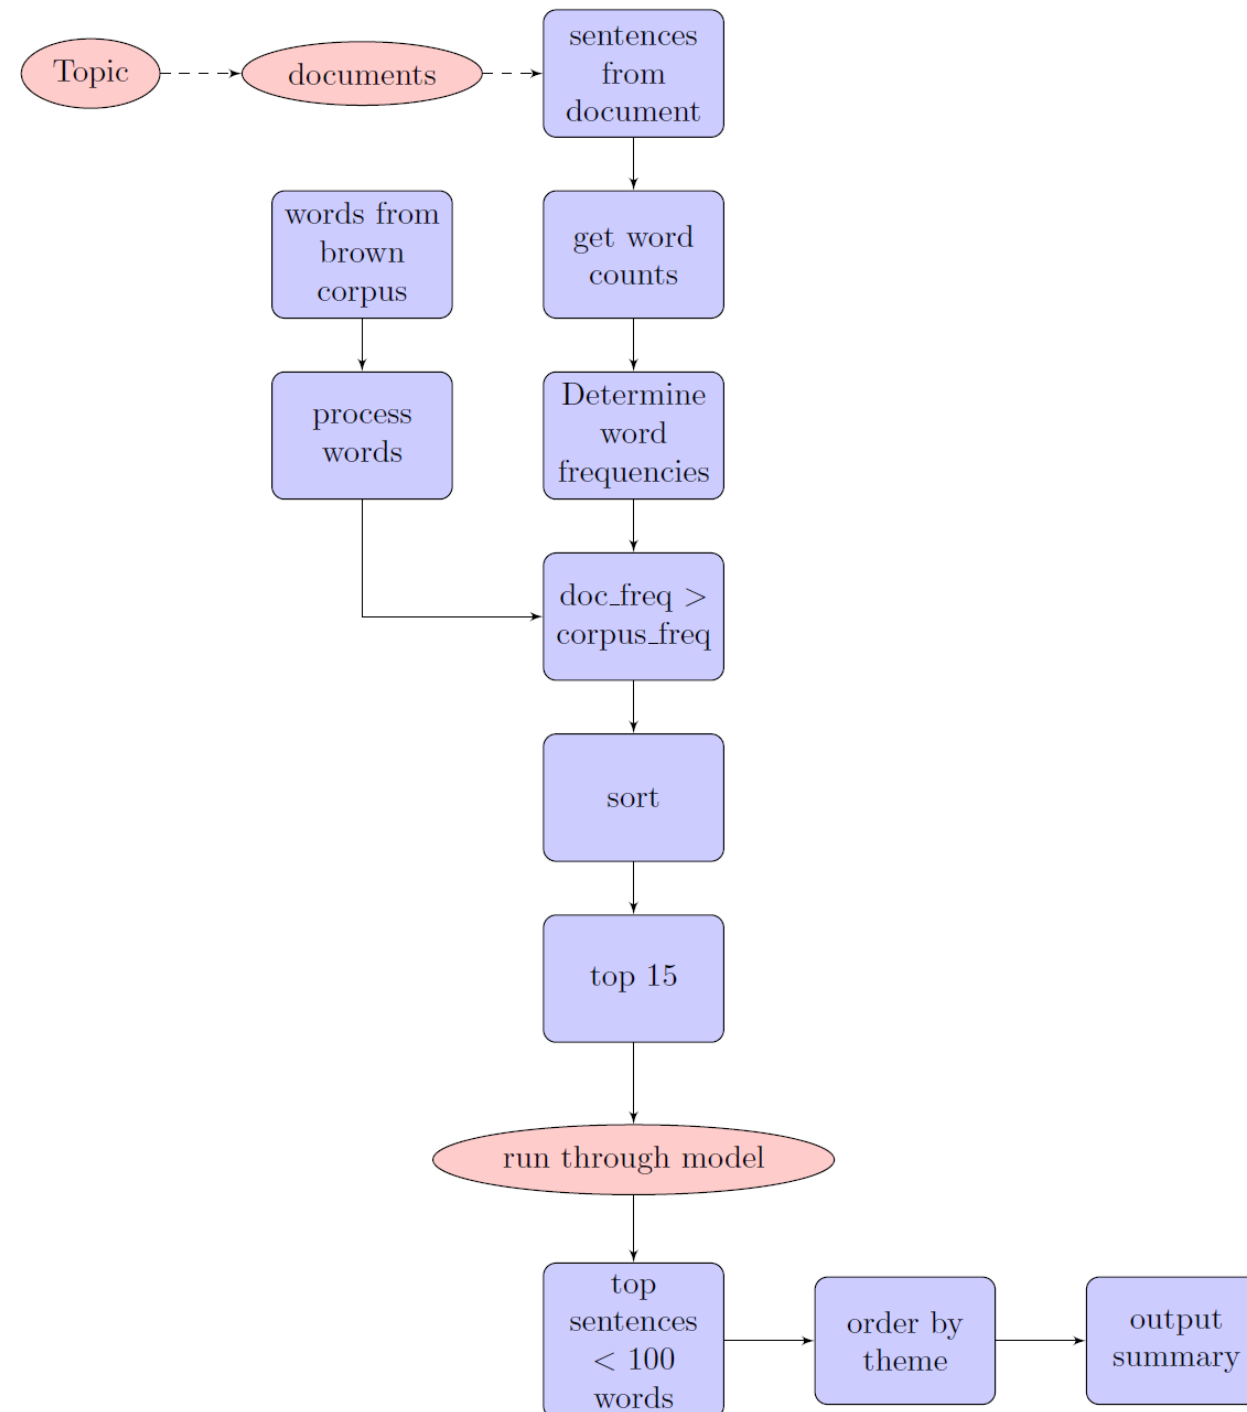 Topic
documents
sentences
from
document
words from
brown
corpus
get word
counts
process
words
Determine
word
frequencies
doc_freq >
corpus_freq
sort
top 15
run through model
top
sentences
< 100
words
order by
theme
output
summary